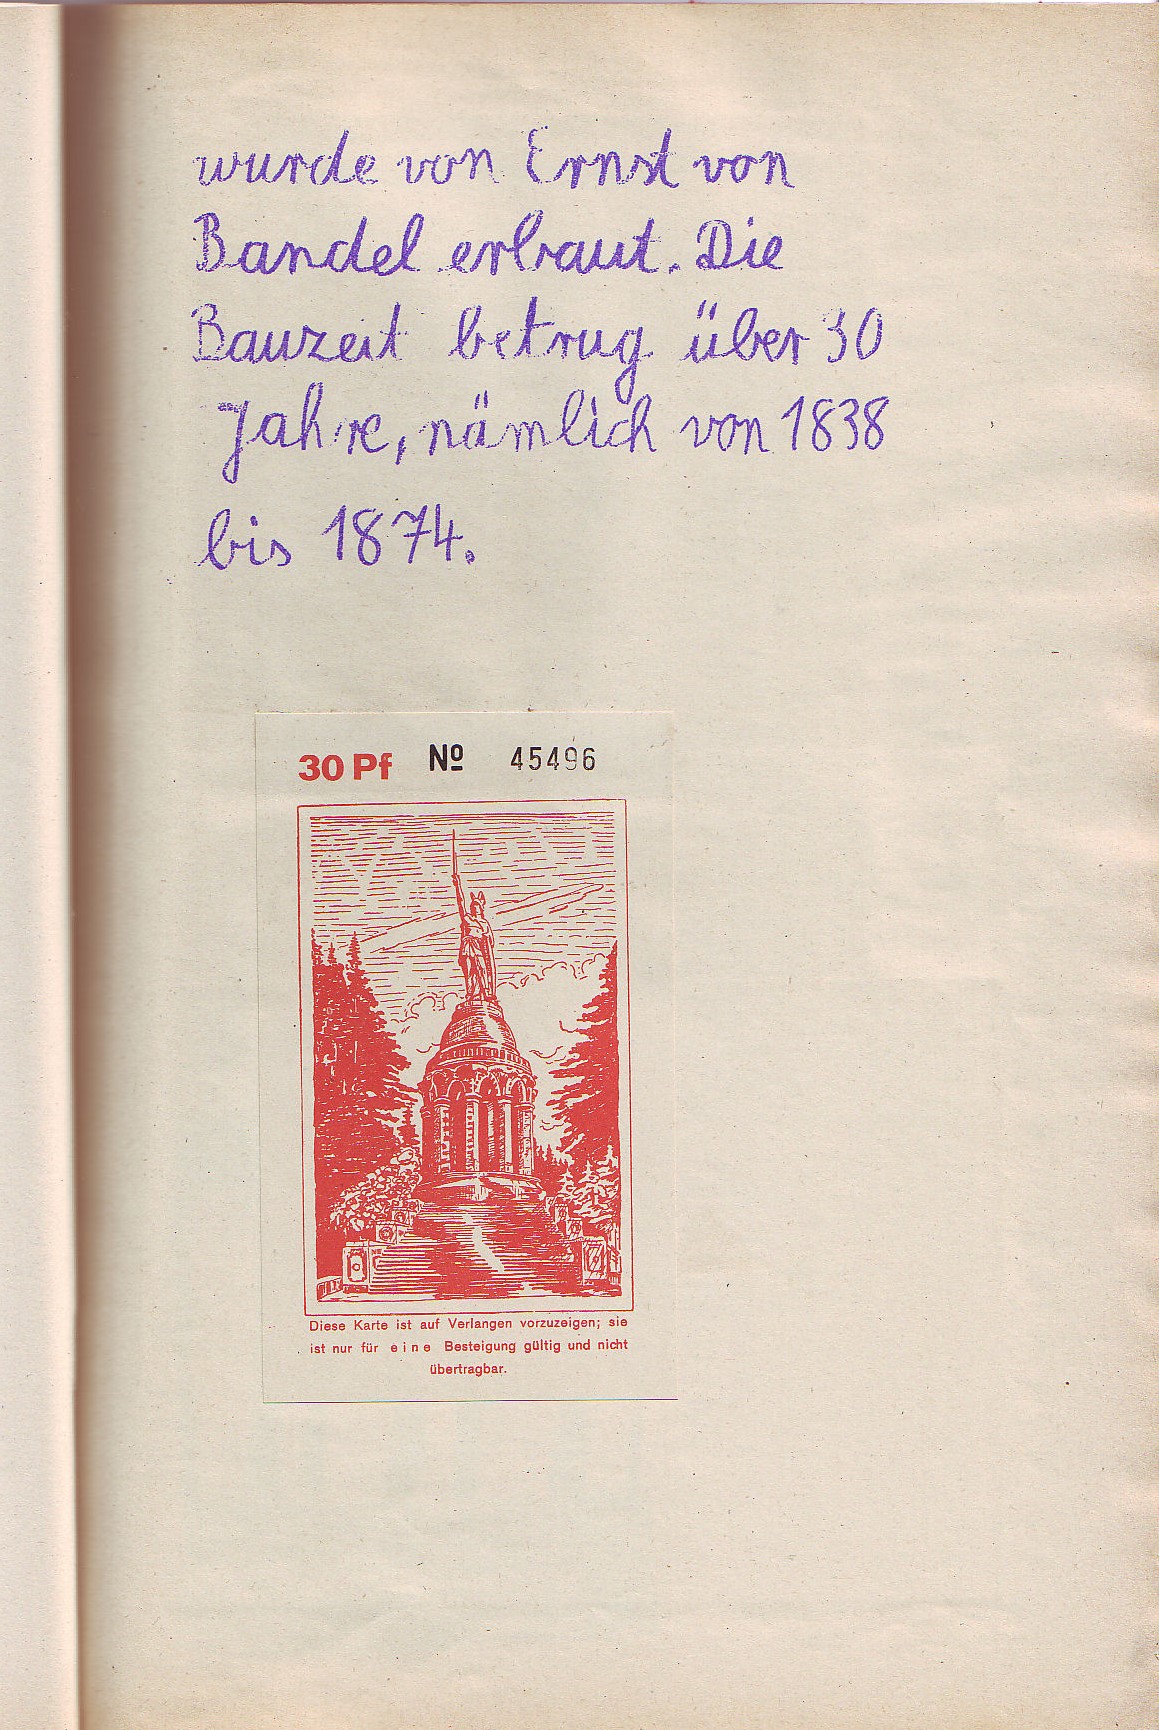 wurde von Ernst von
Bandel erbaut. Die
Bauzeit betrug über 30
Jahre, nämlich von 1838
bis 1874.
30 Pf Nº 45496
Diese Karte ist auf Verlangen vorzuzeigen; sie
ist nur für eine Besteigung gültig und nicht
übertragbar.